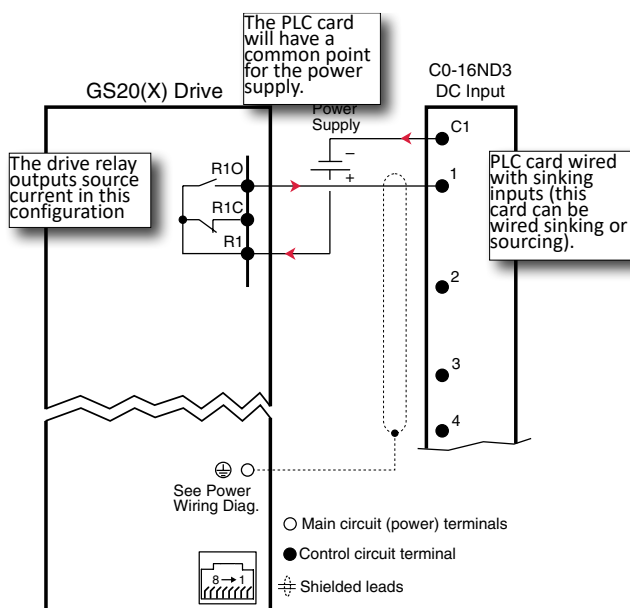 The PLC card
will have a
common point
for the power
supply.
GS20(X) Drive
C0-16ND3
DC Input
Power
Supply
C1
The drive relay
outputs source
current in this
configuration
R1O
R1C
R1
–
+
1
PLC card wired
with sinking
inputs (this
card can be
wired sinking or
sourcing).
2
3
4
See Power
Wiring Diag.
Main circuit (power) terminals
Control circuit terminal
Shielded leads
8→1